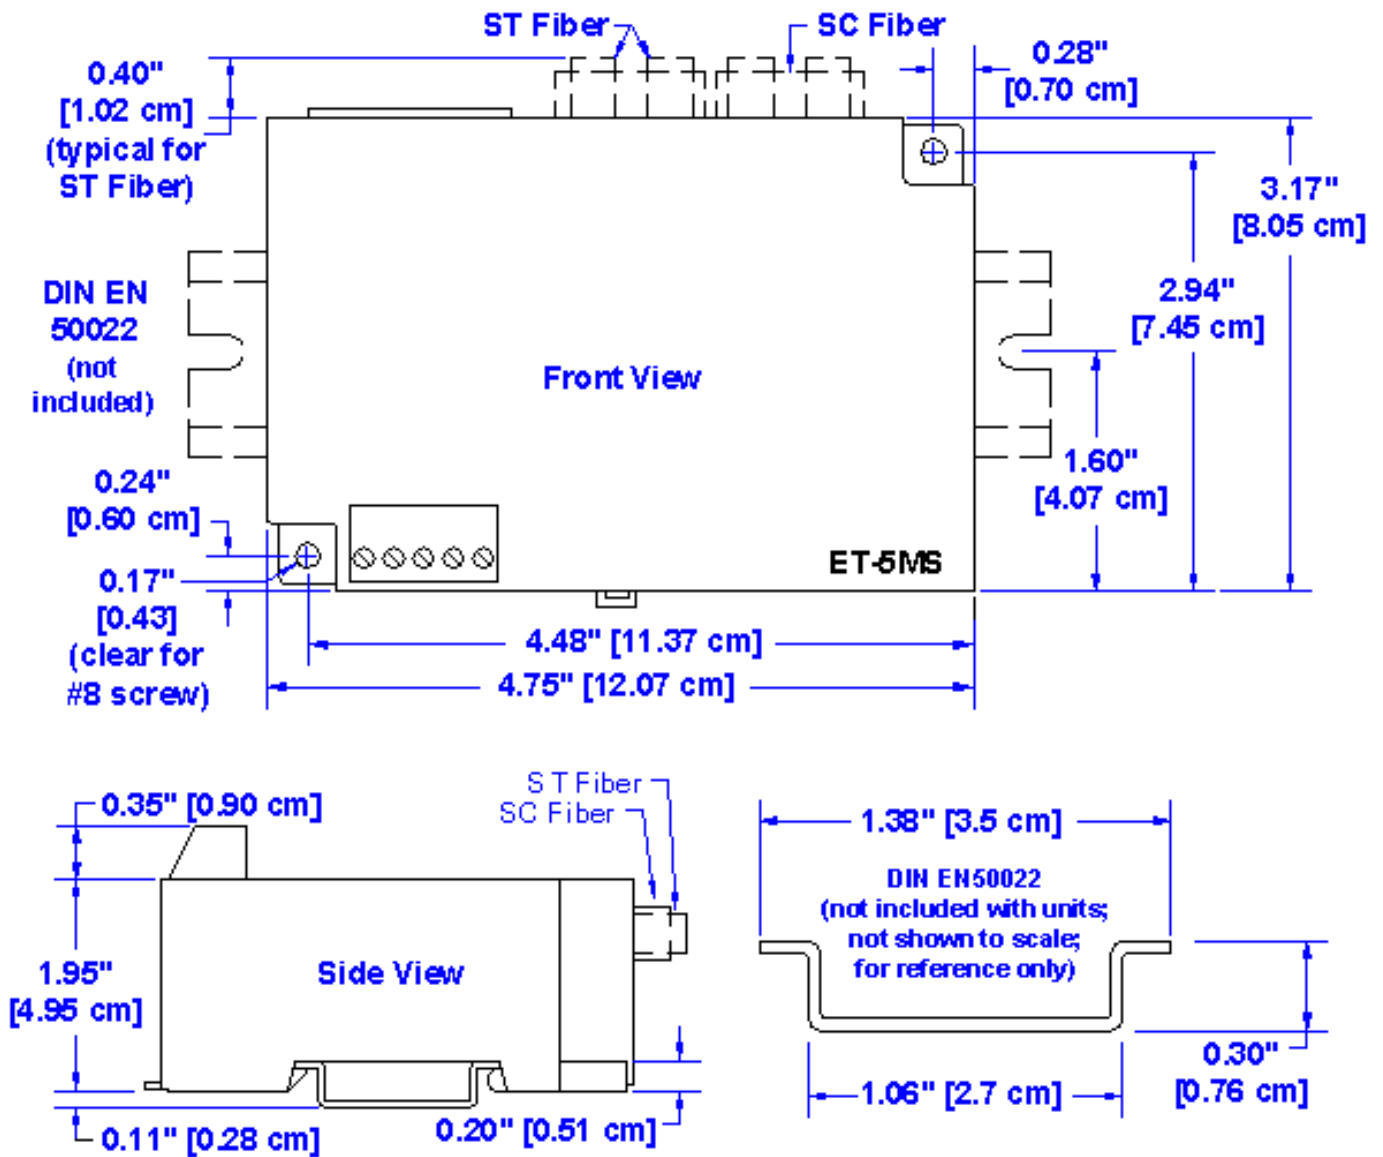 ST Fiber
SC Fiber
0.40"
[1.02 cm]
(typical for
ST Fiber)
0.28"
[0.70 cm]
3.17"
[8.05 cm]
DIN EN
50022
(not
included)
2.94"
[7.45 cm]
Front View
1.60"
[4.07 cm]
0.24"
[0.60 cm]
0.17"
[0.43]
(clear for
#8 screw)
ET-5MS
4.48" [11.37 cm]
4.75" [12.07 cm]
ST Fiber
SC Fiber
0.35" [0.90 cm]
1.95"
[4.95 cm]
Side View
0.11" [0.28 cm]
0.20" [0.51 cm]
1.38" [3.5 cm]
DIN EN50022
(not included with units;
not shown to scale;
for reference only)
0.30"
[0.76 cm]
1.06" [2.7 cm]